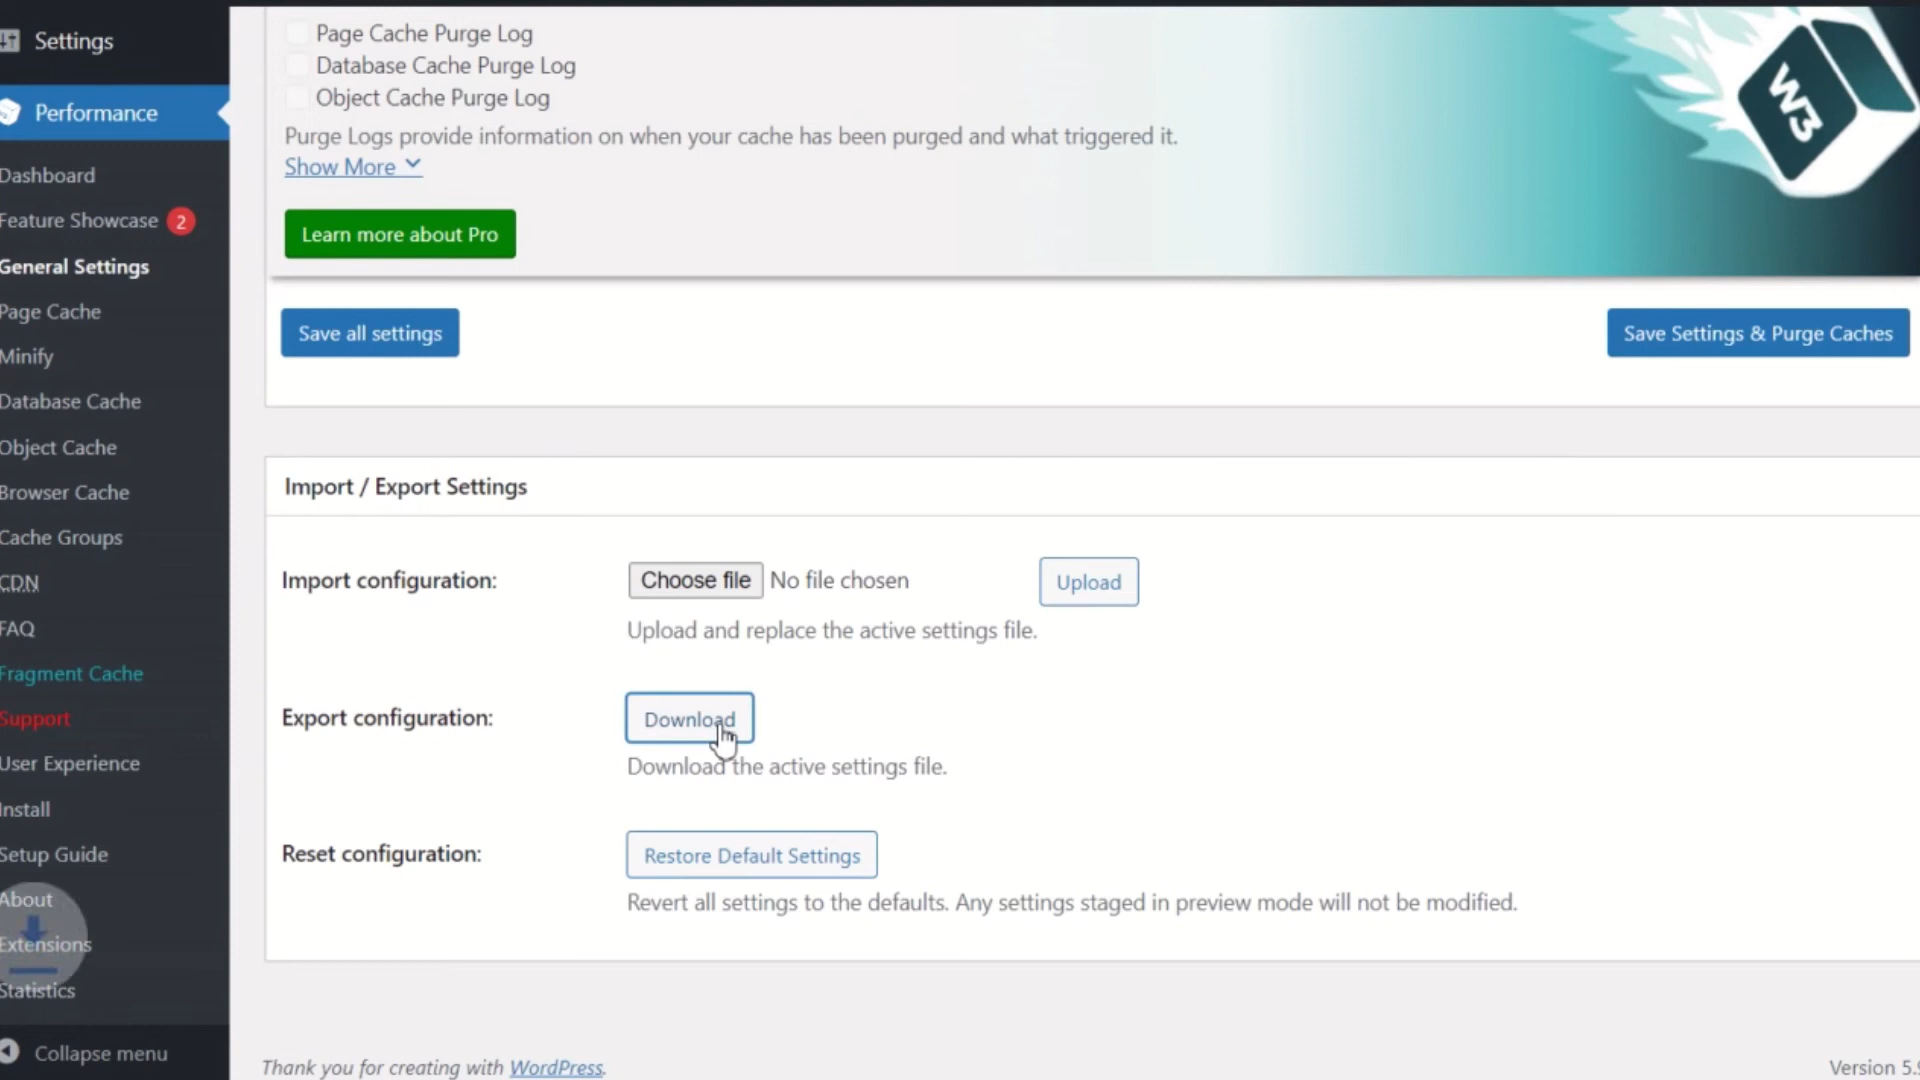 Settings
Performance
Dashboard
Feature Showcase 2
General Settings
Page Cache
Minify
Database Cache
Object Cache
Browser Cache
Cache Groups
CDN
FAQ
Fragment Cache
Support
User Experience
Install
Setup Guide
About
Extensions
Statistics
Collapse menu
Page Cache Purge Log
Database Cache Purge Log
Object Cache Purge Log
Purge Logs provide information on when your cache has been purged and what triggered it.
Show More
Learn more about Pro
W3
Save all settings
Save Settings & Purge Caches
Import / Export Settings
Import configuration:
Choose file No file chosen
Upload
Upload and replace the active settings file.
Export configuration:
Download
Download the active settings file.
Reset configuration:
Restore Default Settings
Revert all settings to the defaults. Any settings staged in preview mode will not be modified.
Thank you for creating with WordPress.
Version 5.